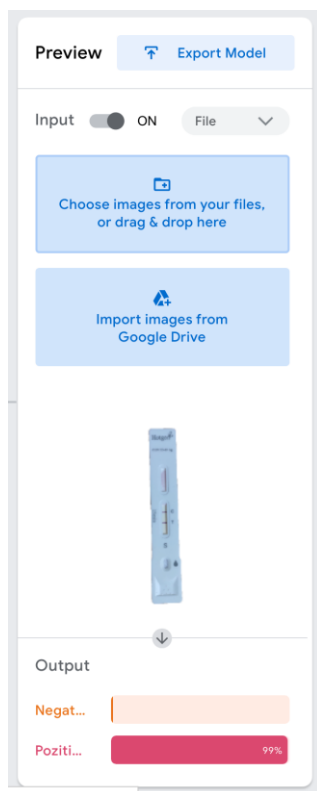 Preview
Export Model
Input
ON
File
Choose images from your files,
or drag & drop here
Import images from
Google Drive
Output
Negat...
Poziti...
99%